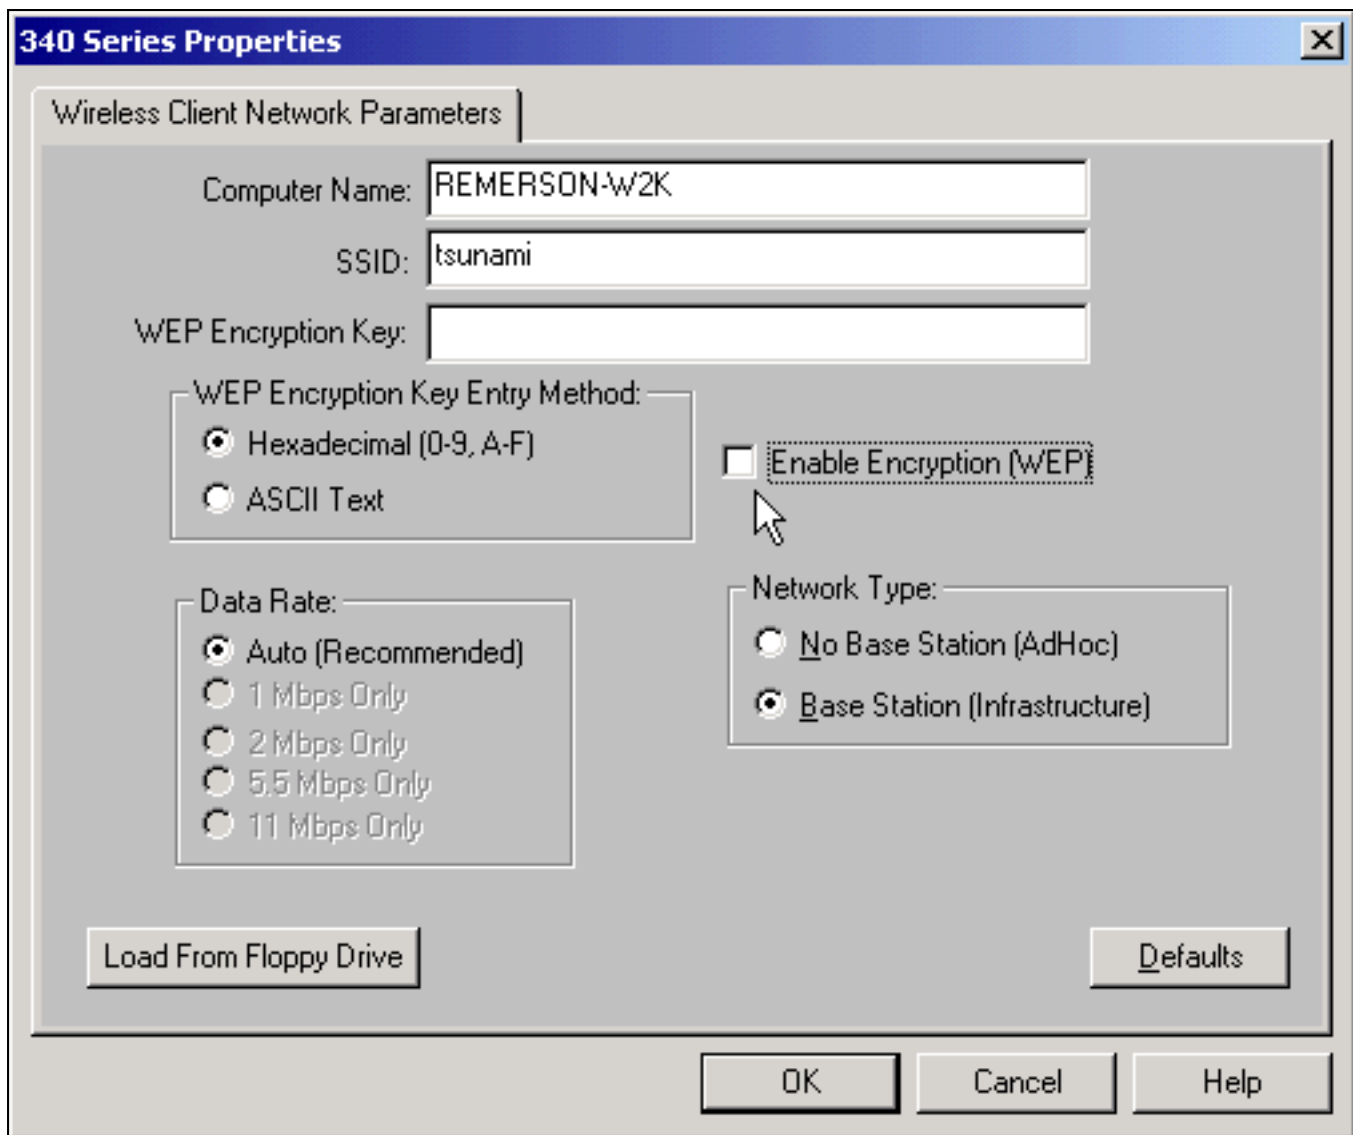 340 Series Properties
Wireless Client Network Parameters
Computer Name: REMERSON-W2K
SSID: tsunami
WEP Encryption Key:
WEP Encryption Key Entry Method:
Hexadecimal (0-9, A-F)
ASCII Text
Enable Encryption (WEP)
Data Rate:
Auto (Recommended)
1 Mbps Only
2 Mbps Only
5.5 Mbps Only
11 Mbps Only
Network Type:
No Base Station (AdHoc)
Base Station (Infrastructure)
Load From Floppy Drive
Defaults
OK
Cancel
Help